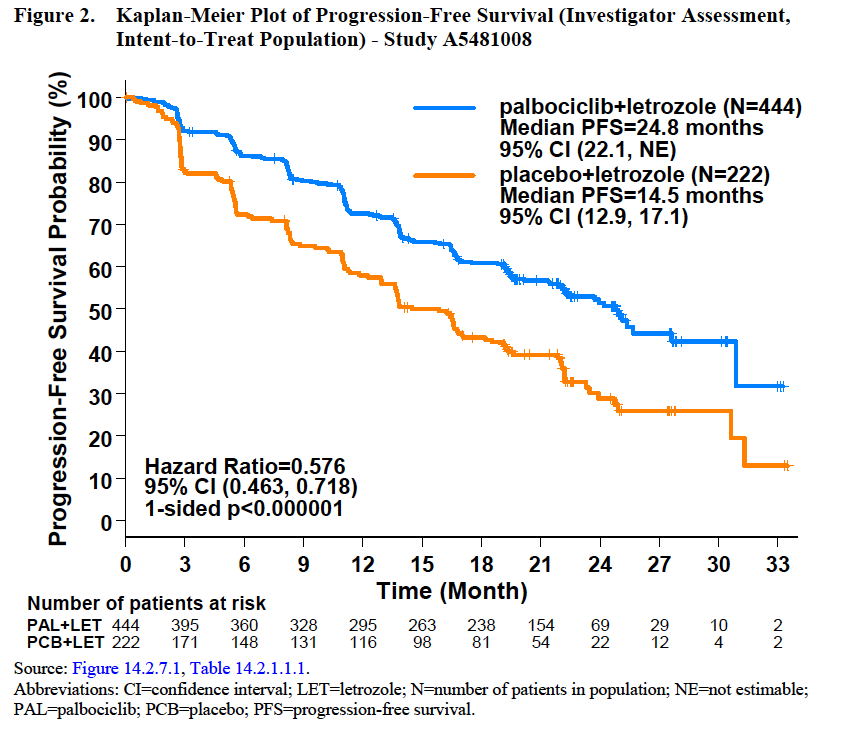 Figure 2. Kaplan-Meier Plot of Progression-Free Survival (Investigator Assessment,
Intent-to-Treat Population) - Study A5481008
Progression-Free Survival Probability (%)
100
90
80
70
60
50
40
30
20
10
0
palbociclib+letrozole (N=444)
Median PFS=24.8 months
95% CI (22.1, NE)
placebo+letrozole (N=222)
Median PFS=14.5 months
95% CI (12.9, 17.1)
Hazard Ratio=0.576
95% CI (0.463, 0.718)
1-sided p<0.000001
0 3 6 9 12 15 18 21 24 27 30 33
Time (Month)
Number of patients at risk
PAL+LET 444 395 360 328 295 263 238 154 69 29 10 2
PCB+LET 222 171 148 131 116 98 81 54 22 12 4 2
Source: Figure 14.2.7.1, Table 14.2.1.1.1.
Abbreviations: CI=confidence interval; LET=letrozole; N=number of patients in population; NE=not estimable;
PAL=palbociclib; PCB=placebo; PFS=progression-free survival.